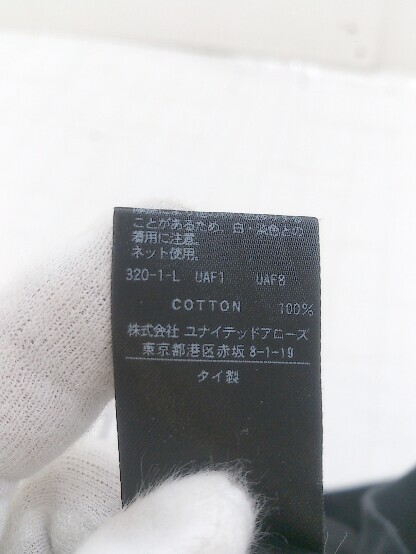 ことがあるため、白・淡色との
着用に注意。
ネット使用。
320-1-L UAF1 UAF8
COTTON 100%
株式会社 ユナイテッドアローズ
東京都港区赤坂8-1-19
タイ製